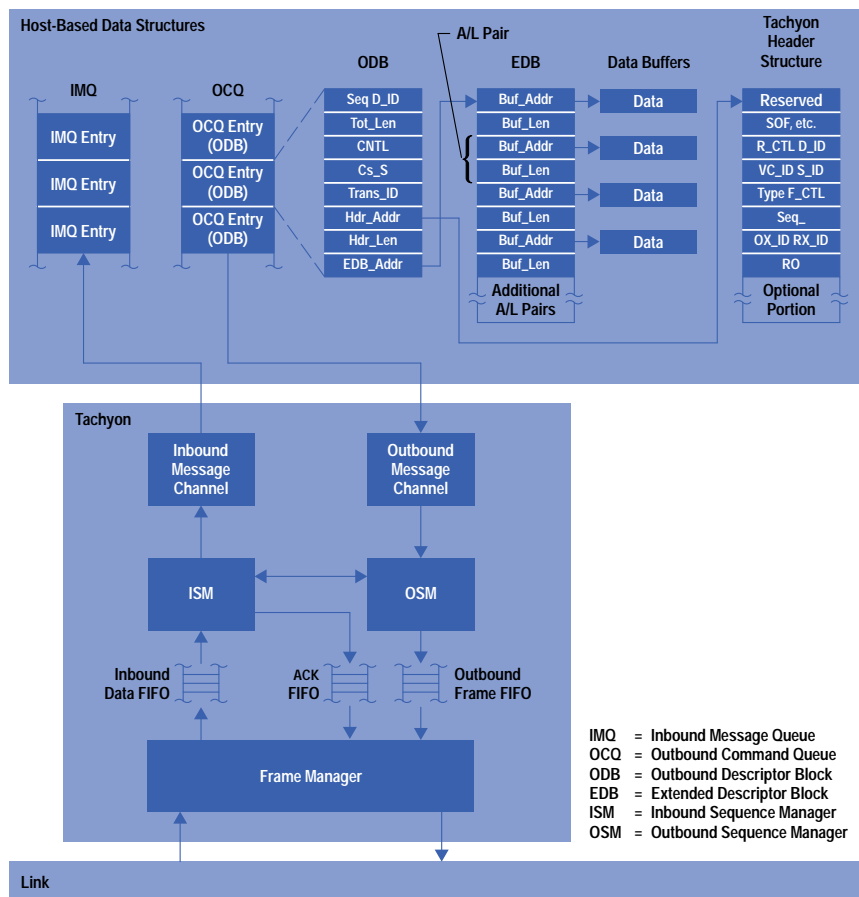 Host-Based Data Structures
A/L Pair
Tachyon
Header
Structure
IMQ
OCQ
ODB
EDB
Data Buffers
IMQ Entry
IMQ Entry
IMQ Entry
OCQ Entry
(ODB)
OCQ Entry
(ODB)
OCQ Entry
(ODB)
Seq D_ID
Tot_Len
CNTL
Cs_S
Trans_ID
Hdr_Addr
Hdr_Len
EDB_Addr
Buf_Addr
Buf_Len
Buf_Addr
Buf_Len
Buf_Addr
Buf_Len
Buf_Addr
Buf_Len
Additional
A/L Pairs
Data
Data
Data
Data
Reserved
SOF, etc.
R_CTL D_ID
VC_ID S_ID
Type F_CTL
Seq_
OX_ID RX_ID
RO
Optional
Portion
Tachyon
Inbound
Message
Channel
Outbound
Message
Channel
ISM
OSM
Inbound
Data FIFO
ACK
FIFO
Outbound
Frame FIFO
Frame Manager
IMQ = Inbound Message Queue
OCQ = Outbound Command Queue
ODB = Outbound Descriptor Block
EDB = Extended Descriptor Block
ISM = Inbound Sequence Manager
OSM = Outbound Sequence Manager
Link